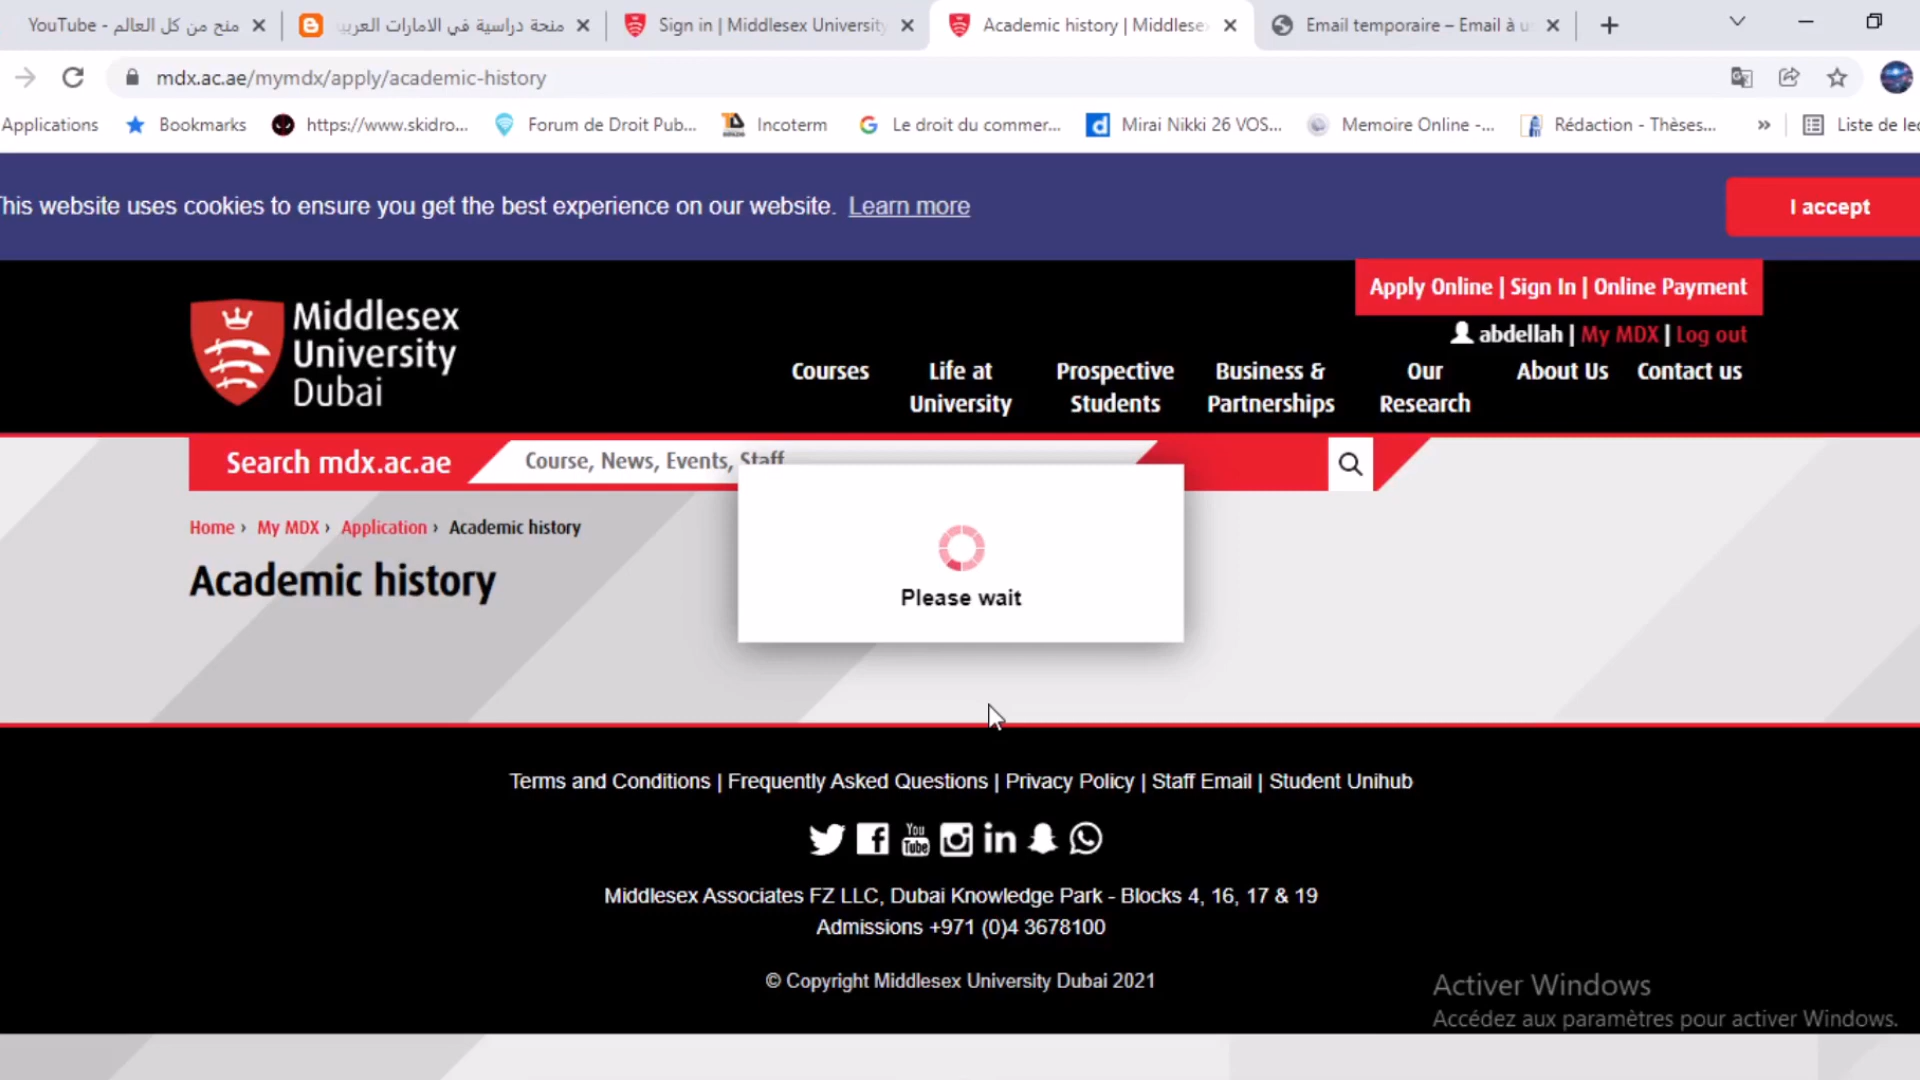 YouTube - منح من كل العالم
منحة دراسية في الامارات العربي
Sign in | Middlesex University
Academic history | Middlese
Email temporaire – Email à u
mdx.ac.ae/mymdx/apply/academic-history
Applications
Bookmarks
https://www.skidro...
Forum de Droit Pub...
Incoterm
Le droit du commer...
Mirai Nikki 26 VOS...
Memoire Online -...
Rédaction - Thèses...
»
Liste de lec
This website uses cookies to ensure you get the best experience on our website. Learn more
I accept
Apply Online | Sign In | Online Payment
abdellah | My MDX | Log out
Middlesex
University
Dubai
Courses
Life at
University
Prospective
Students
Business &
Partnerships
Our
Research
About Us
Contact us
Search mdx.ac.ae
Course, News, Events, Staff
Home › My MDX › Application › Academic history
Academic history
Please wait
Terms and Conditions | Frequently Asked Questions | Privacy Policy | Staff Email | Student Unihub
You
Tube
in
Middlesex Associates FZ LLC, Dubai Knowledge Park - Blocks 4, 16, 17 & 19
Admissions +971 (0)4 3678100
© Copyright Middlesex University Dubai 2021
Activer Windows
Accédez aux paramètres pour activer Windows.